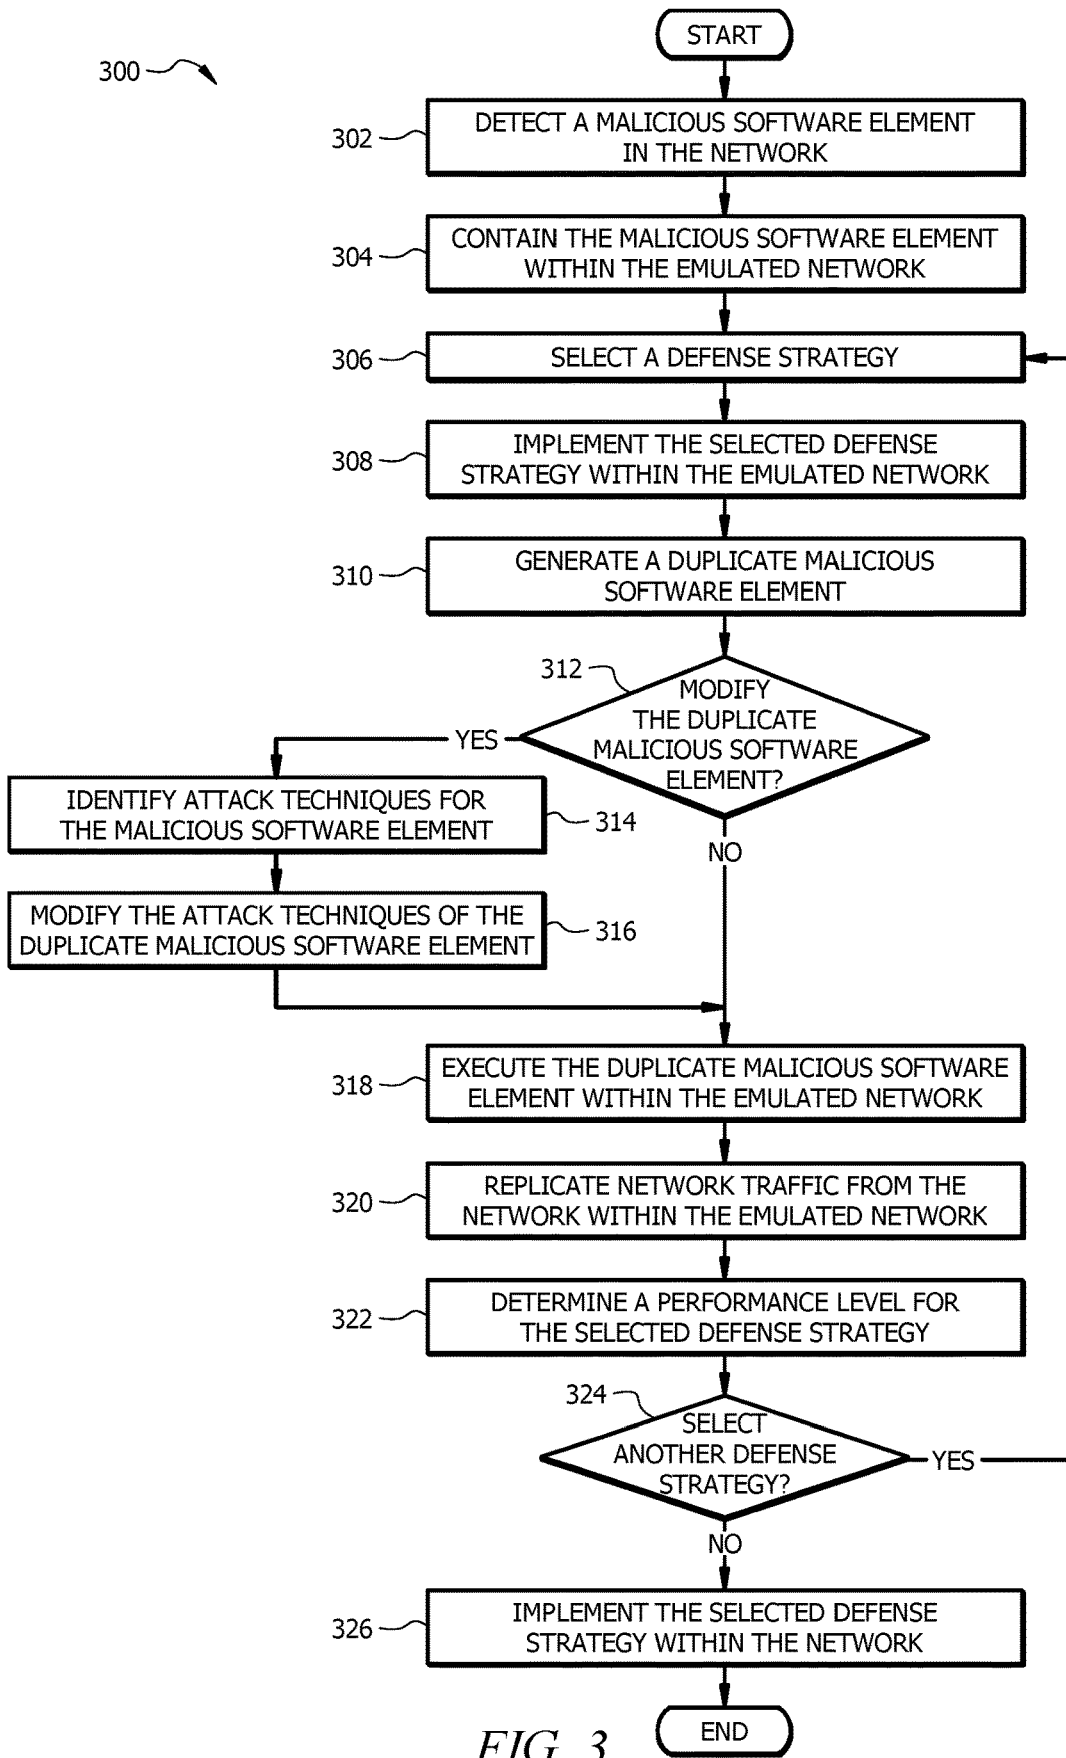 START
300
302
DETECT A MALICIOUS SOFTWARE ELEMENT
IN THE NETWORK
304
CONTAIN THE MALICIOUS SOFTWARE ELEMENT
WITHIN THE EMULATED NETWORK
306
SELECT A DEFENSE STRATEGY
308
IMPLEMENT THE SELECTED DEFENSE
STRATEGY WITHIN THE EMULATED NETWORK
310
GENERATE A DUPLICATE MALICIOUS
SOFTWARE ELEMENT
312
MODIFY
THE DUPLICATE
MALICIOUS SOFTWARE
ELEMENT?
YES
IDENTIFY ATTACK TECHNIQUES FOR
THE MALICIOUS SOFTWARE ELEMENT
314
NO
MODIFY THE ATTACK TECHNIQUES OF THE
DUPLICATE MALICIOUS SOFTWARE ELEMENT
316
318
EXECUTE THE DUPLICATE MALICIOUS SOFTWARE
ELEMENT WITHIN THE EMULATED NETWORK
320
REPLICATE NETWORK TRAFFIC FROM THE
NETWORK WITHIN THE EMULATED NETWORK
322
DETERMINE A PERFORMANCE LEVEL FOR
THE SELECTED DEFENSE STRATEGY
324
SELECT
ANOTHER DEFENSE
STRATEGY?
YES
NO
326
IMPLEMENT THE SELECTED DEFENSE
STRATEGY WITHIN THE NETWORK
END
FIG. 3